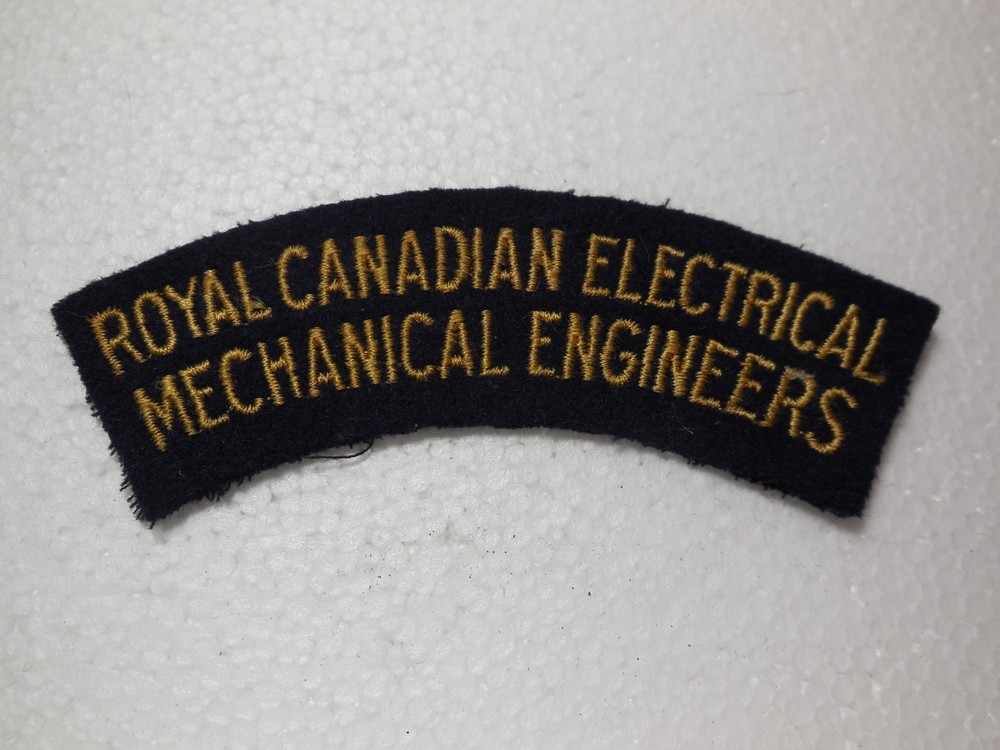 ROYAL CANADIAN ELECTRICAL
MECHANICAL ENGINEERS